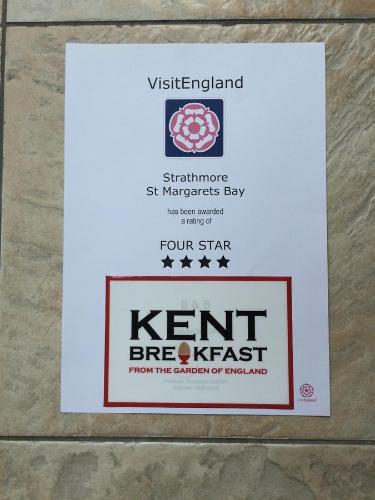 VisitEngland
Strathmore
St Margarets Bay
has been awarded
a rating of
FOUR STAR
B & B
KENT
BREAKFAST
FROM THE GARDEN OF ENGLAND
VisitEngland